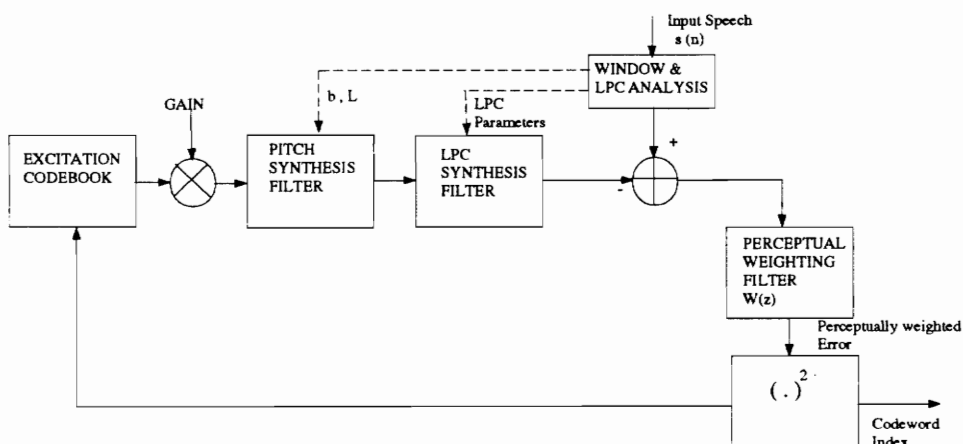 Input Speech
s (n)
WINDOW &
LPC ANALYSIS
b , L
LPC
Parameters
GAIN
EXCITATION
CODEBOOK
PITCH
SYNTHESIS
FILTER
LPC
SYNTHESIS
FILTER
+
-
PERCEPTUAL
WEIGHTING
FILTER
W(z)
Perceptually weighted
Error
( . ) 2
Codeword
Index